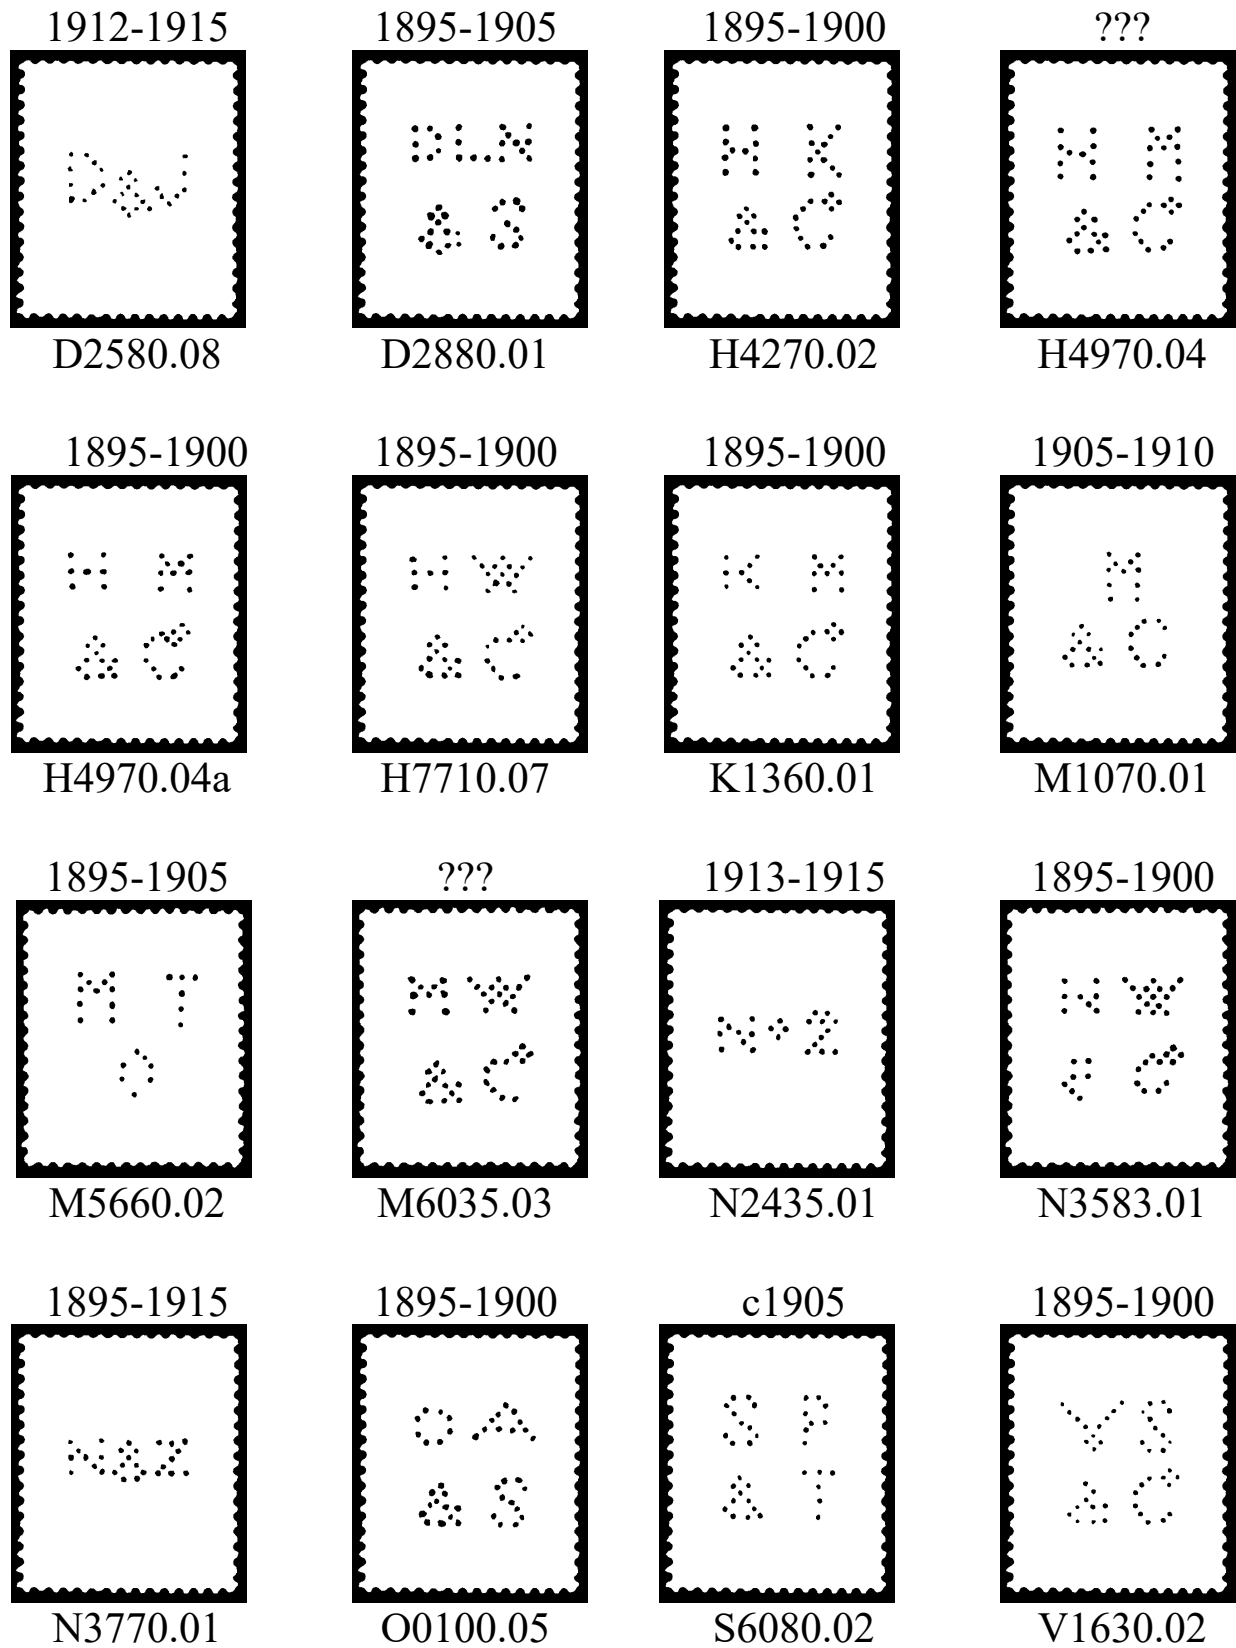 1912-1915 1895-1905 1895-1900 ???
D&J DLN H K H M
& S & C & C
D2580.08 D2880.01 H4270.02 H4970.04
1895-1900 1895-1900 1895-1900 1905-1910
H M H W K M M
& C & C & C & C
H4970.04a H7710.07 K1360.01 M1070.01
1895-1905 ??? 1913-1915 1895-1900
M T M W N Z N W
O & C C
M5660.02 M6035.03 N2435.01 N3583.01
1895-1915 1895-1900 c1905 1895-1900
N&Z O A S P V S
& S & T & C
N3770.01 O0100.05 S6080.02 V1630.02